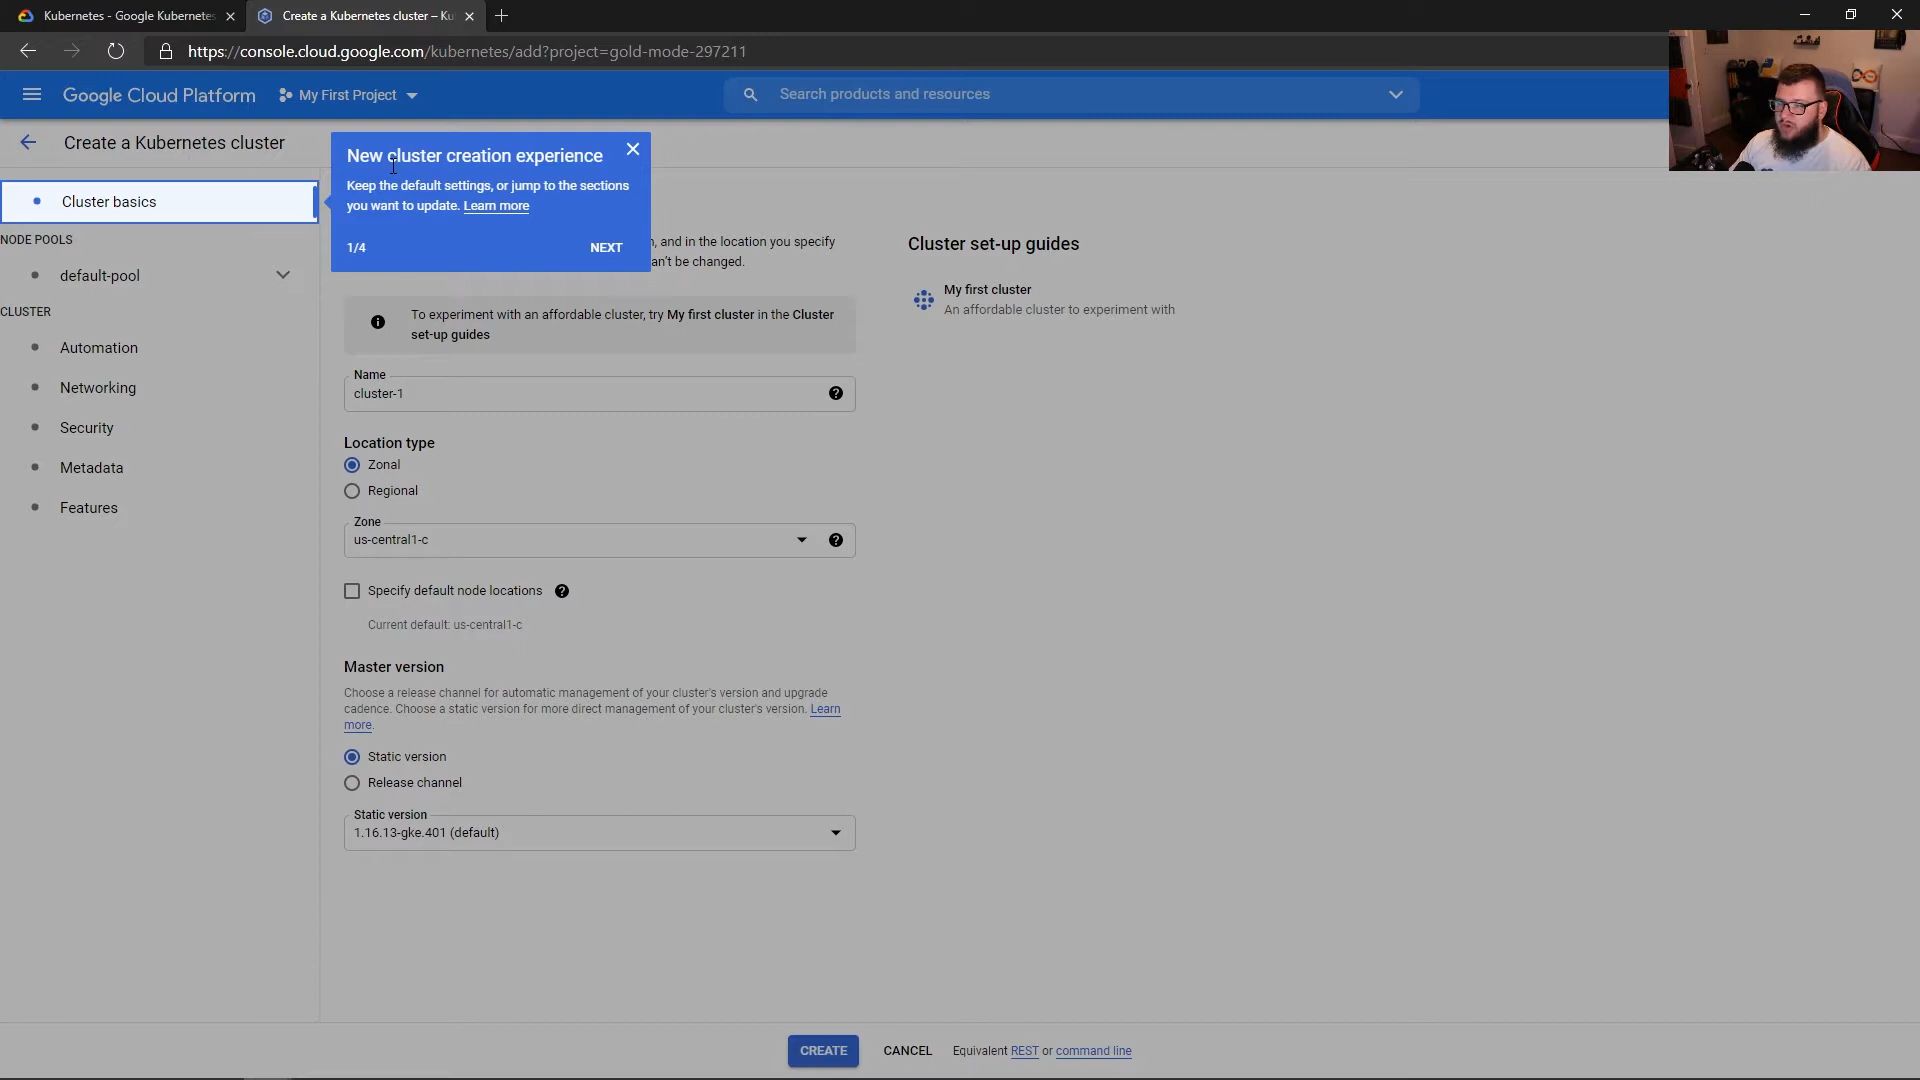 Kubernetes - Google Kubernetes
Create a Kubernetes cluster – Ku
https://console.cloud.google.com/kubernetes/add?project=gold-mode-297211
Google Cloud Platform
My First Project
Search products and resources
Create a Kubernetes cluster
New cluster creation experience
Keep the default settings, or jump to the sections
you want to update. Learn more
1/4
NEXT
Cluster basics
NODE POOLS
default-pool
CLUSTER
Automation
Networking
Security
Metadata
Features
, and in the location you specify
an't be changed.
To experiment with an affordable cluster, try My first cluster in the Cluster
set-up guides
Name
cluster-1
Location type
Zonal
Regional
Zone
us-central1-c
Specify default node locations
Current default: us-central1-c
Master version
Choose a release channel for automatic management of your cluster's version and upgrade
cadence. Choose a static version for more direct management of your cluster's version. Learn
more.
Static version
Release channel
Static version
1.16.13-gke.401 (default)
Cluster set-up guides
My first cluster
An affordable cluster to experiment with
CREATE
CANCEL
Equivalent REST or command line